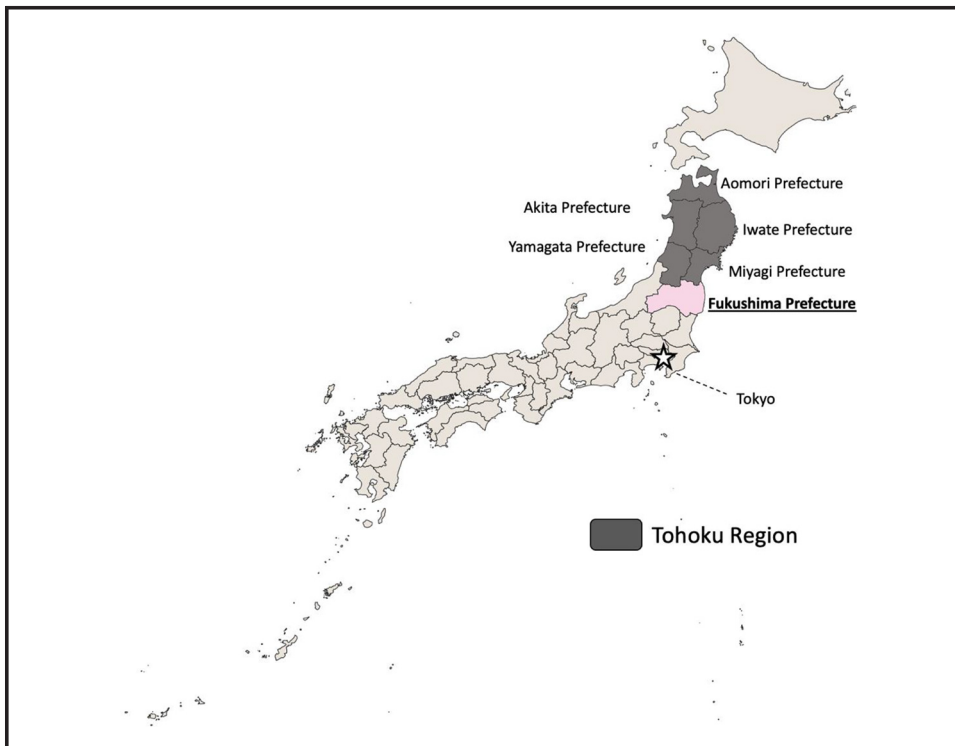 Aomori Prefecture
Akita Prefecture
Iwate Prefecture
Yamagata Prefecture
Miyagi Prefecture
Fukushima Prefecture
Tokyo
Tohoku Region